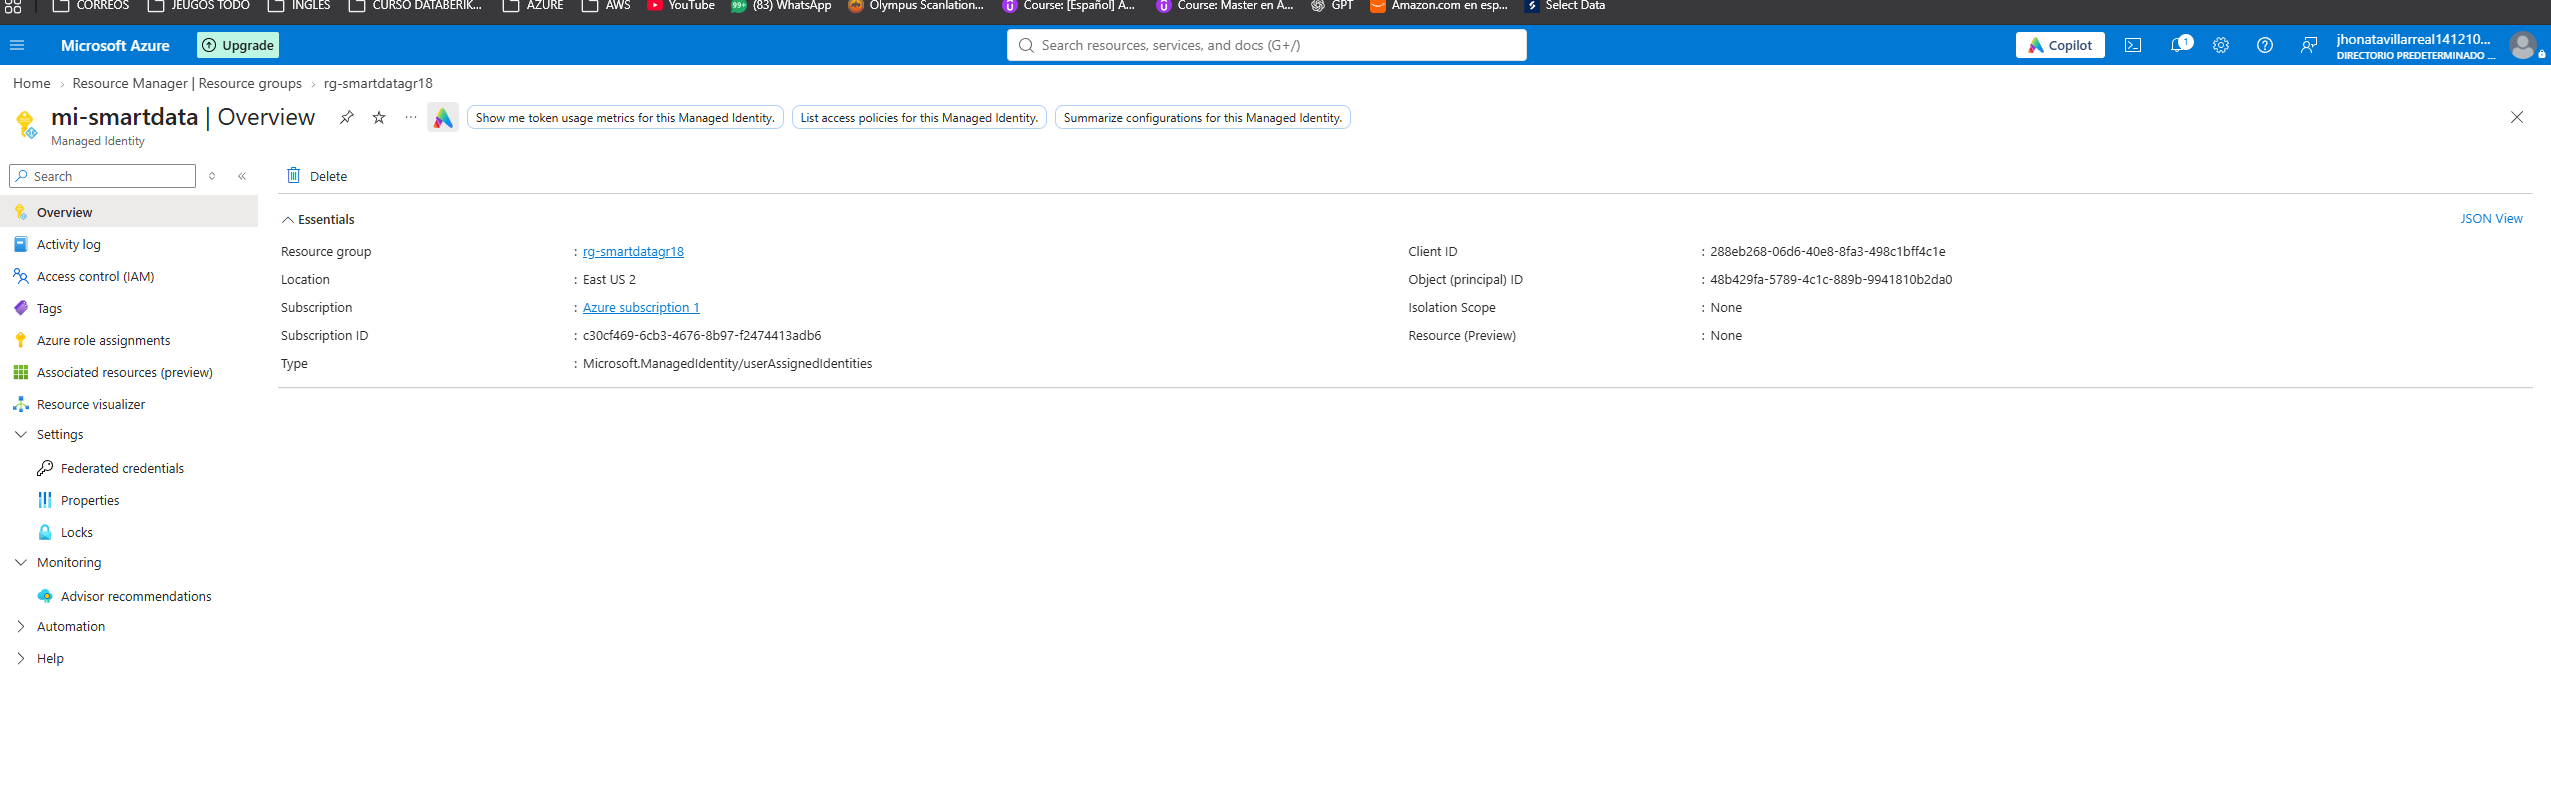 CORREOS JEUGOS TODO INGLES CURSO DATABERIK... AZURE AWS YouTube (83) WhatsApp Olympus Scanlation... Course: [Español] A... Course: Master en A... GPT Amazon.com en esp... Select Data
Microsoft Azure Upgrade Search resources, services, and docs (G+/) Copilot 1 jhonatavillarreal141210...
DIRECTORIO PREDETERMINADO ...
Home > Resource Manager | Resource groups > rg-smartdatagr18
mi-smartdata | Overview ... Show me token usage metrics for this Managed Identity. List access policies for this Managed Identity. Summarize configurations for this Managed Identity.
Managed Identity
Search
Delete
Overview
Activity log
Access control (IAM)
Tags
Azure role assignments
Associated resources (preview)
Resource visualizer
Settings
Federated credentials
Properties
Locks
Monitoring
Advisor recommendations
Automation
Help
Essentials
JSON View
Resource group : rg-smartdatagr18
Location : East US 2
Subscription : Azure subscription 1
Subscription ID : c30cf469-6cb3-4676-8b97-f2474413adb6
Type : Microsoft.ManagedIdentity/userAssignedIdentities
Client ID : 288eb268-06d6-40e8-8fa3-498c1bff4c1e
Object (principal) ID : 48b429fa-5789-4c1c-889b-9941810b2da0
Isolation Scope : None
Resource (Preview) : None